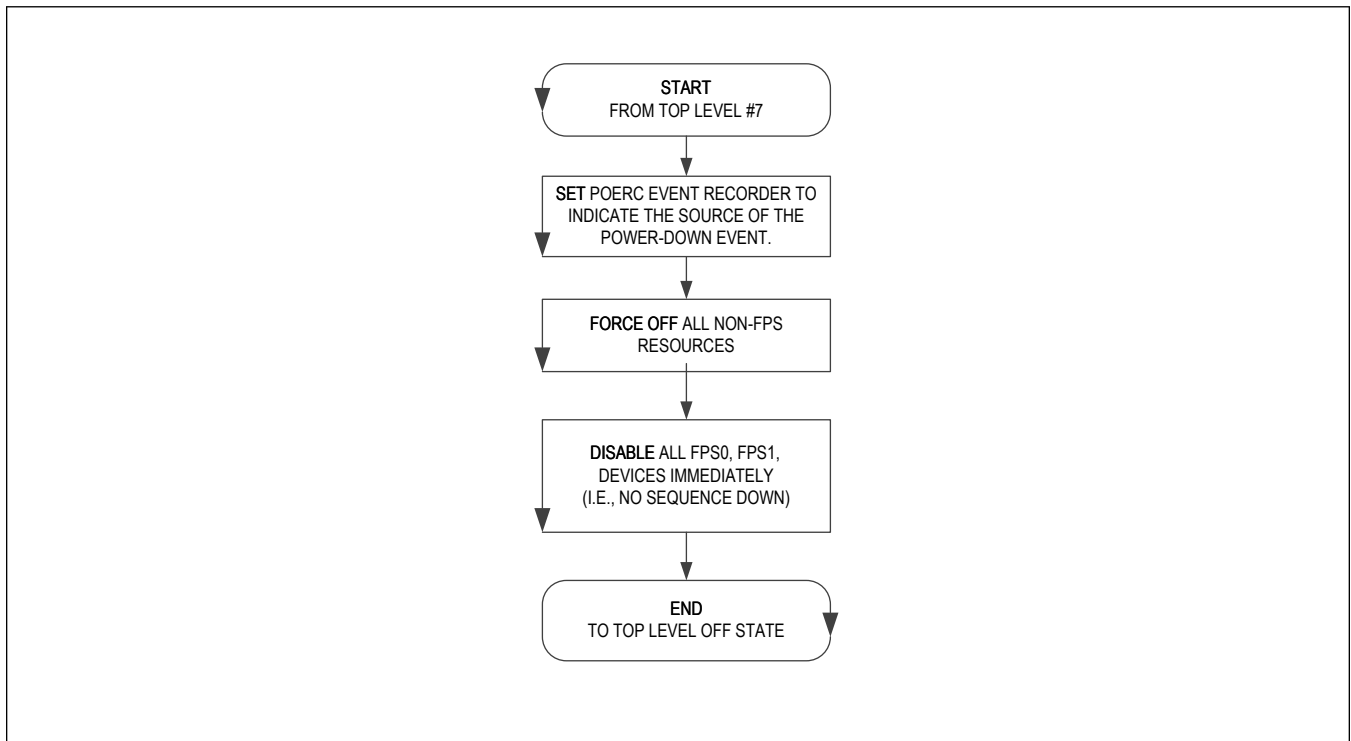 START
FROM TOP LEVEL #7
SET POERC EVENT RECORDER TO
INDICATE THE SOURCE OF THE
POWER-DOWN EVENT.
FORCE OFF ALL NON-FPS
RESOURCES
DISABLE ALL FPS0, FPS1,
DEVICES IMMEDIATELY
(I.E., NO SEQUENCE DOWN)
END
TO TOP LEVEL OFF STATE